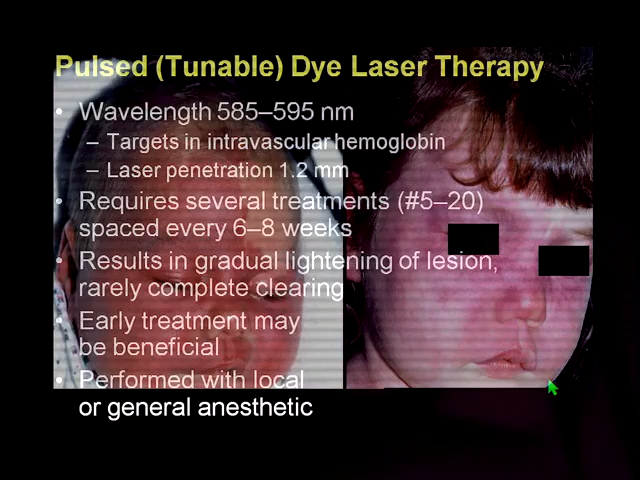 Pulsed (Tunable) Dye Laser Therapy
• Wavelength 585–595 nm
– Targets in intravascular hemoglobin
– Laser penetration 1.2 mm
• Requires several treatments (#5–20)
spaced every 6–8 weeks
• Results in gradual lightening of lesion,
rarely complete clearing
• Early treatment may
be beneficial
• Performed with local
or general anesthetic